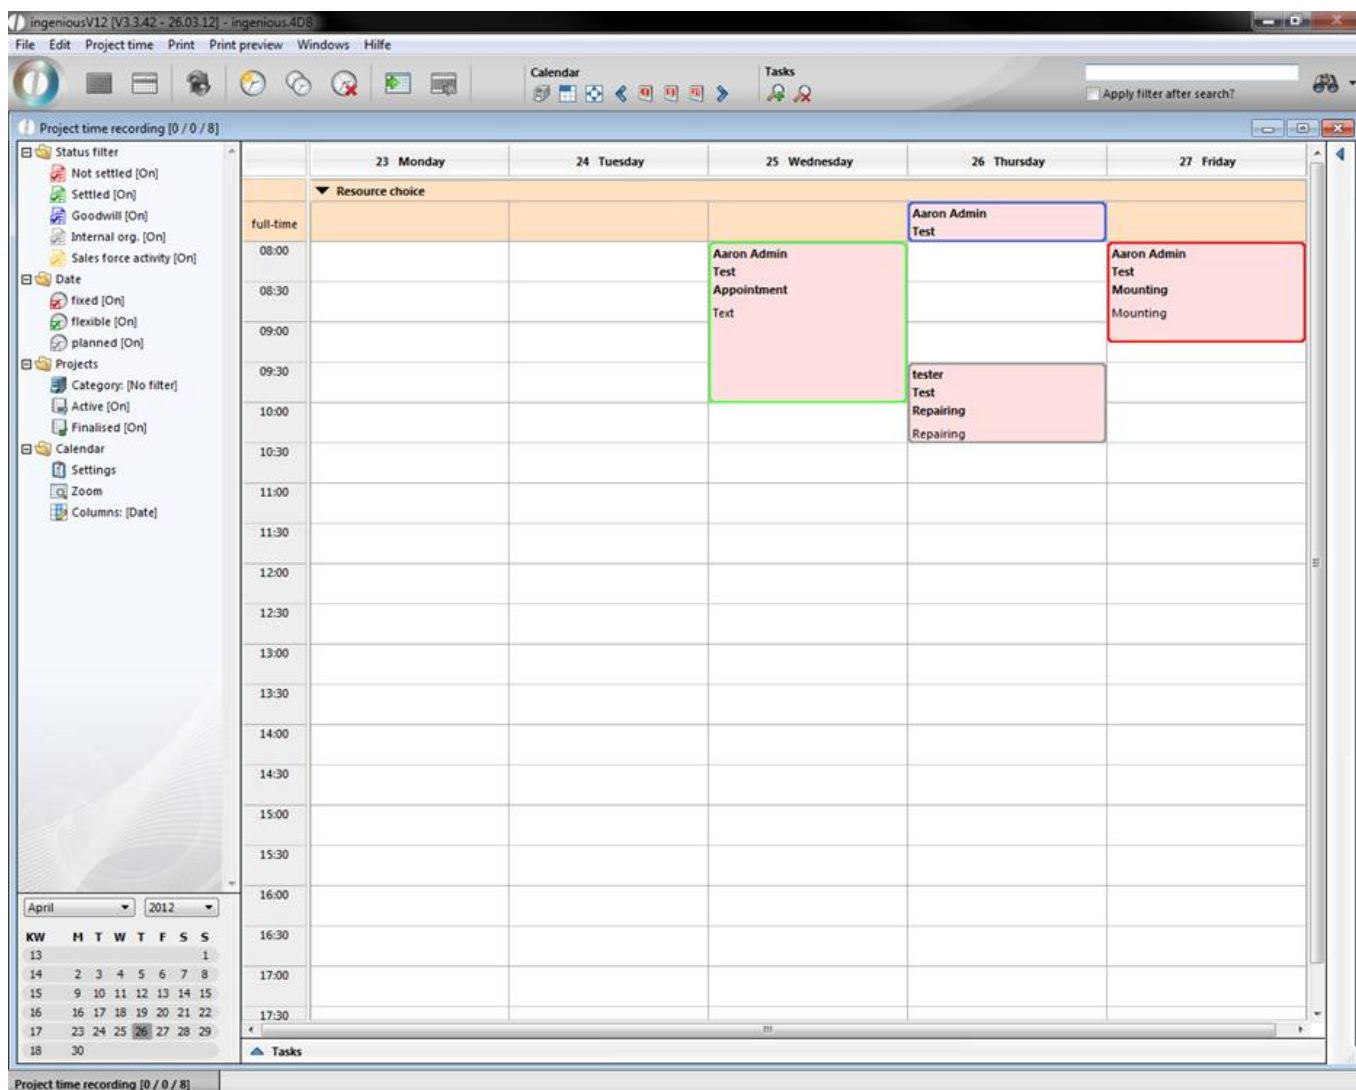 ingeniousV12 [V3.3.42 - 26.03.12] - ingenious.4DB
File Edit Project time Print Print preview Windows Hilfe
Calendar
Tasks
Apply filter after search?
Project time recording [0 / 0 / 8]
Status filter
Not settled [On]
Settled [On]
Goodwill [On]
Internal org. [On]
Sales force activity [On]
Date
fixed [On]
flexible [On]
planned [On]
Projects
Category: [No filter]
Active [On]
Finalised [On]
Calendar
Settings
Zoom
Columns: [Date]
April 2012
KW M T W T F S S
13 1
14 2 3 4 5 6 7 8
15 9 10 11 12 13 14 15
16 16 17 18 19 20 21 22
17 23 24 25 26 27 28 29
18 30
23 Monday 24 Tuesday 25 Wednesday 26 Thursday 27 Friday
Resource choice
full-time
Aaron Admin
Test
08:00
08:30
09:00
09:30
10:00
10:30
11:00
11:30
12:00
12:30
13:00
13:30
14:00
14:30
15:00
15:30
16:00
16:30
17:00
17:30
Aaron Admin
Test
Appointment
Text
tester
Test
Repairing
Repairing
Aaron Admin
Test
Mounting
Mounting
Tasks
Project time recording [0 / 0 / 8]